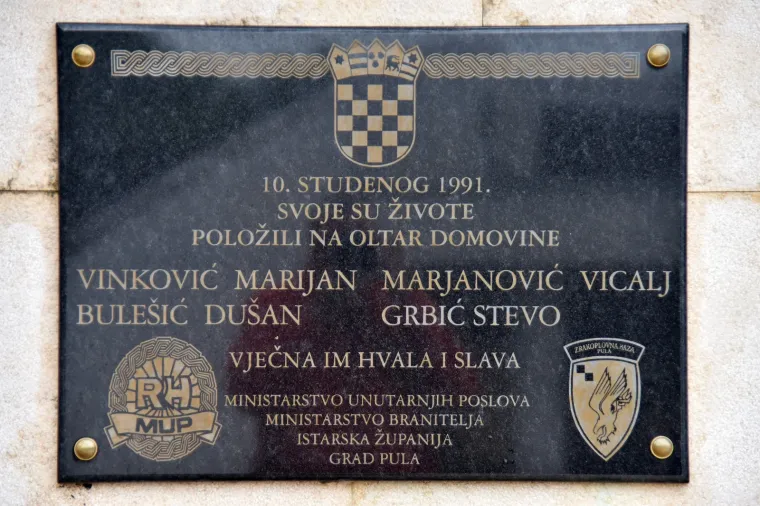 10. STUDENOG 1991.
SVOJE SU ŽIVOTE
POLOŽILI NA OLTAR DOMOVINE
VINKOVIĆ MARIJAN MARJANOVIĆ VICALJ
BULEŠIĆ DUŠAN GRBIĆ STEVO
VJEČNA IM HVALA I SLAVA
ZRAKOPLOVNA BAZA
PULA
RH
MUP
MINISTARSTVO UNUTARNJIH POSLOVA
MINISTARSTVO BRANITELJA
ISTARSKA ŽUPANIJA
GRAD PULA